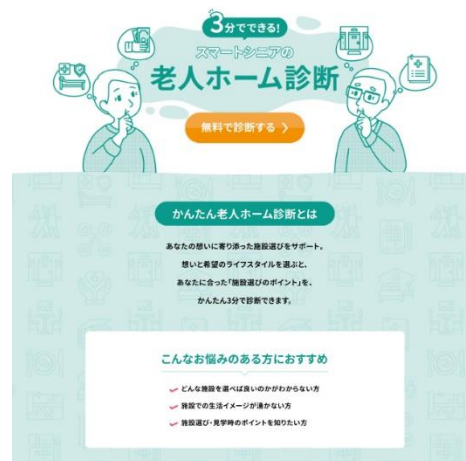 3分でできる!
スマートシニアの
老人ホーム診断
無料で診断する 〉
かんたん老人ホーム診断とは
あなたの想いに寄り添った施設選びをサポート。
想いと希望のライフスタイルを選ぶと、
あなたに合った「施設選びのポイント」を、
かんたん3分で診断できます。
こんなお悩みのある方におすすめ
どんな施設を選べば良いのかがわからない方
施設での生活イメージが湧かない方
施設選び・見学時のポイントを知りたい方